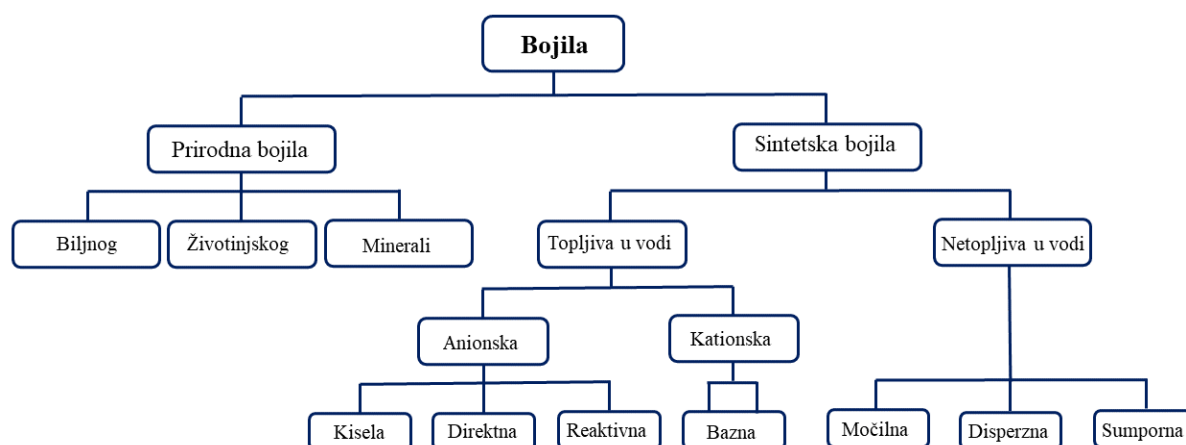 Bojila
Prirodna bojila
Sintetska bojila
Biljnog
Životinjskog
Minerali
Topljiva u vodi
Netopljiva u vodi
Anionska
Kationska
Kisela
Direktna
Reaktivna
Bazna
Močilna
Disperzna
Sumporna